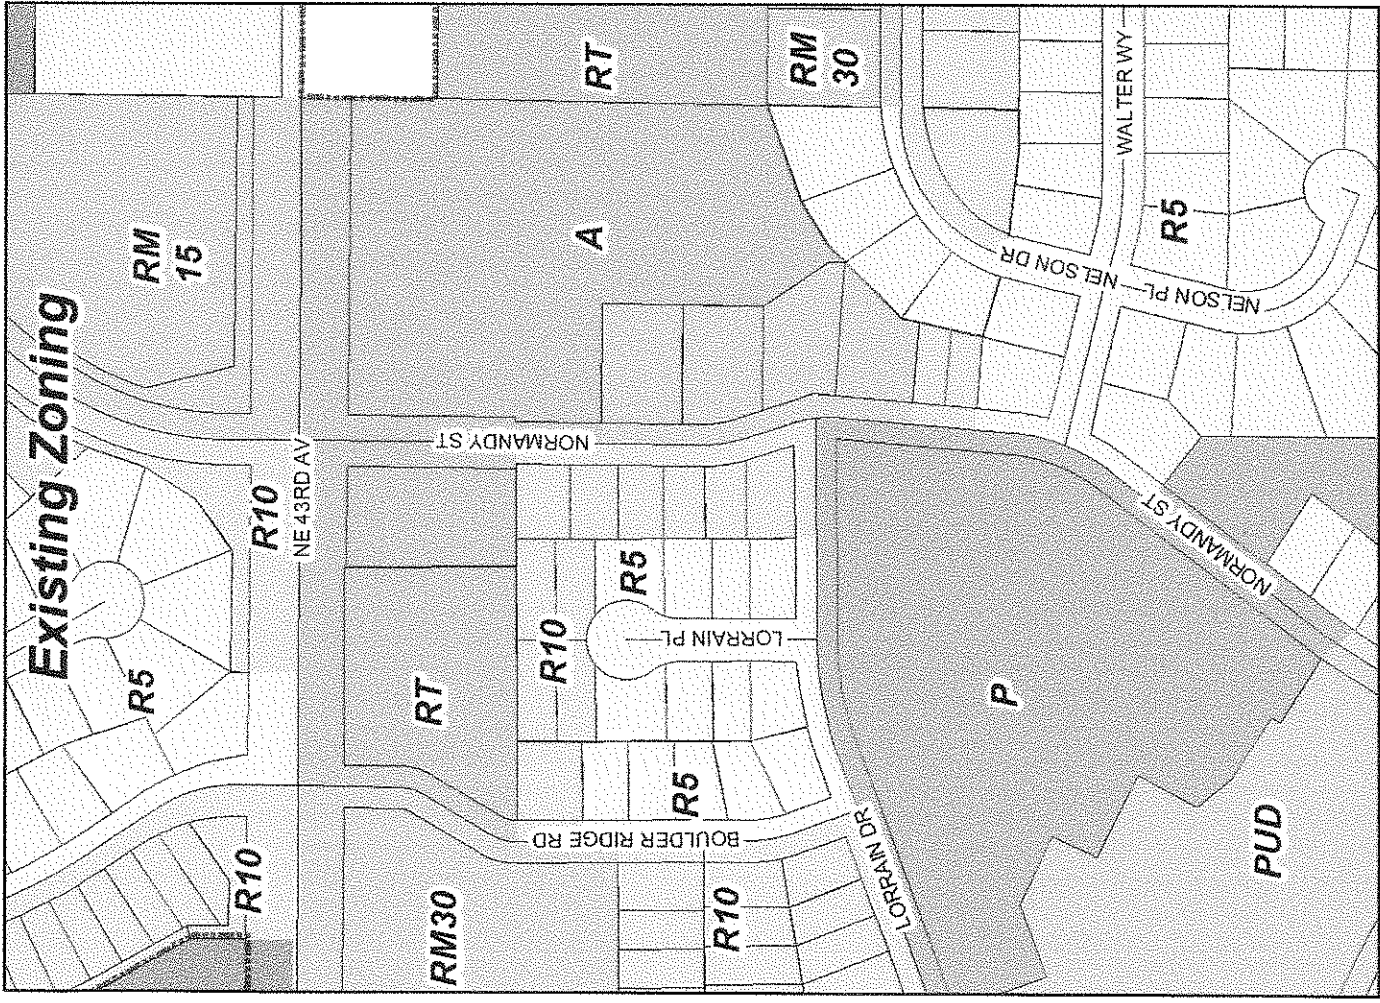 Existing Zoning
RM
15
RT
RM
30
A
R5
R10
NE 43RD AV
NORMANDY ST
NELSON DR
NELSON PL
WALTER WY
R5
RT
R10
R5
LORRAIN PL
R5
BOULDER RIDGE RD
R10
RM30
R10
LORRAIN DR
P
NORMANDY ST
PUD